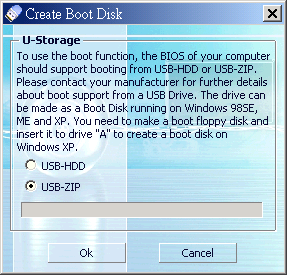 Create Boot Disk
U-Storage
To use the boot function, the BIOS of your computer
should support booting from USB-HDD or USB-ZIP.
Please contact your manufacturer for further details
about boot support from a USB Drive. The drive can
be made as a Boot Disk running on Windows 98SE,
ME and XP. You need to make a boot floppy disk and
insert it to drive "A" to create a boot disk on
Windows XP.
USB-HDD
USB-ZIP
Ok
Cancel